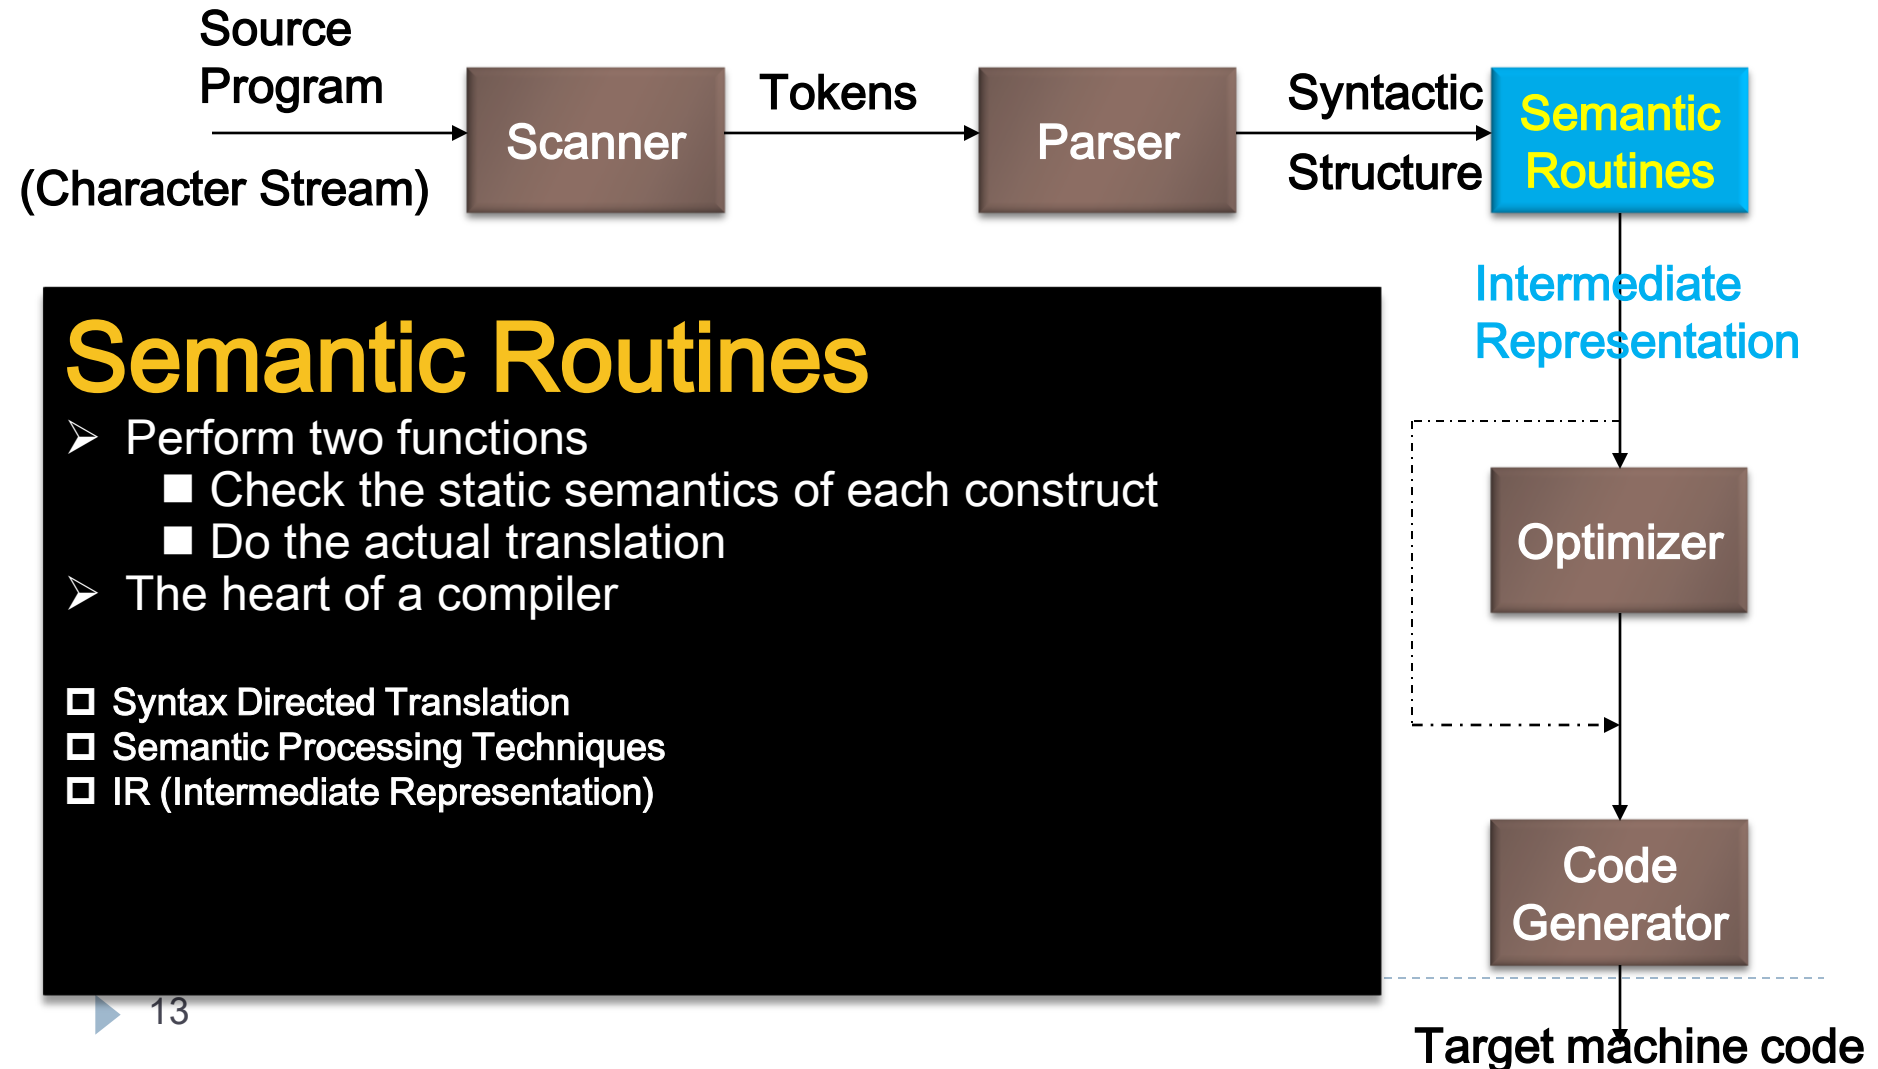 Source
Program
(Character Stream)
Scanner
Tokens
Parser
Syntactic
Structure
Semantic
Routines
Intermediate
Representation
Semantic Routines
Perform two functions
Check the static semantics of each construct
Do the actual translation
The heart of a compiler
Syntax Directed Translation
Semantic Processing Techniques
IR (Intermediate Representation)
Optimizer
Code
Generator
13
Target machine code